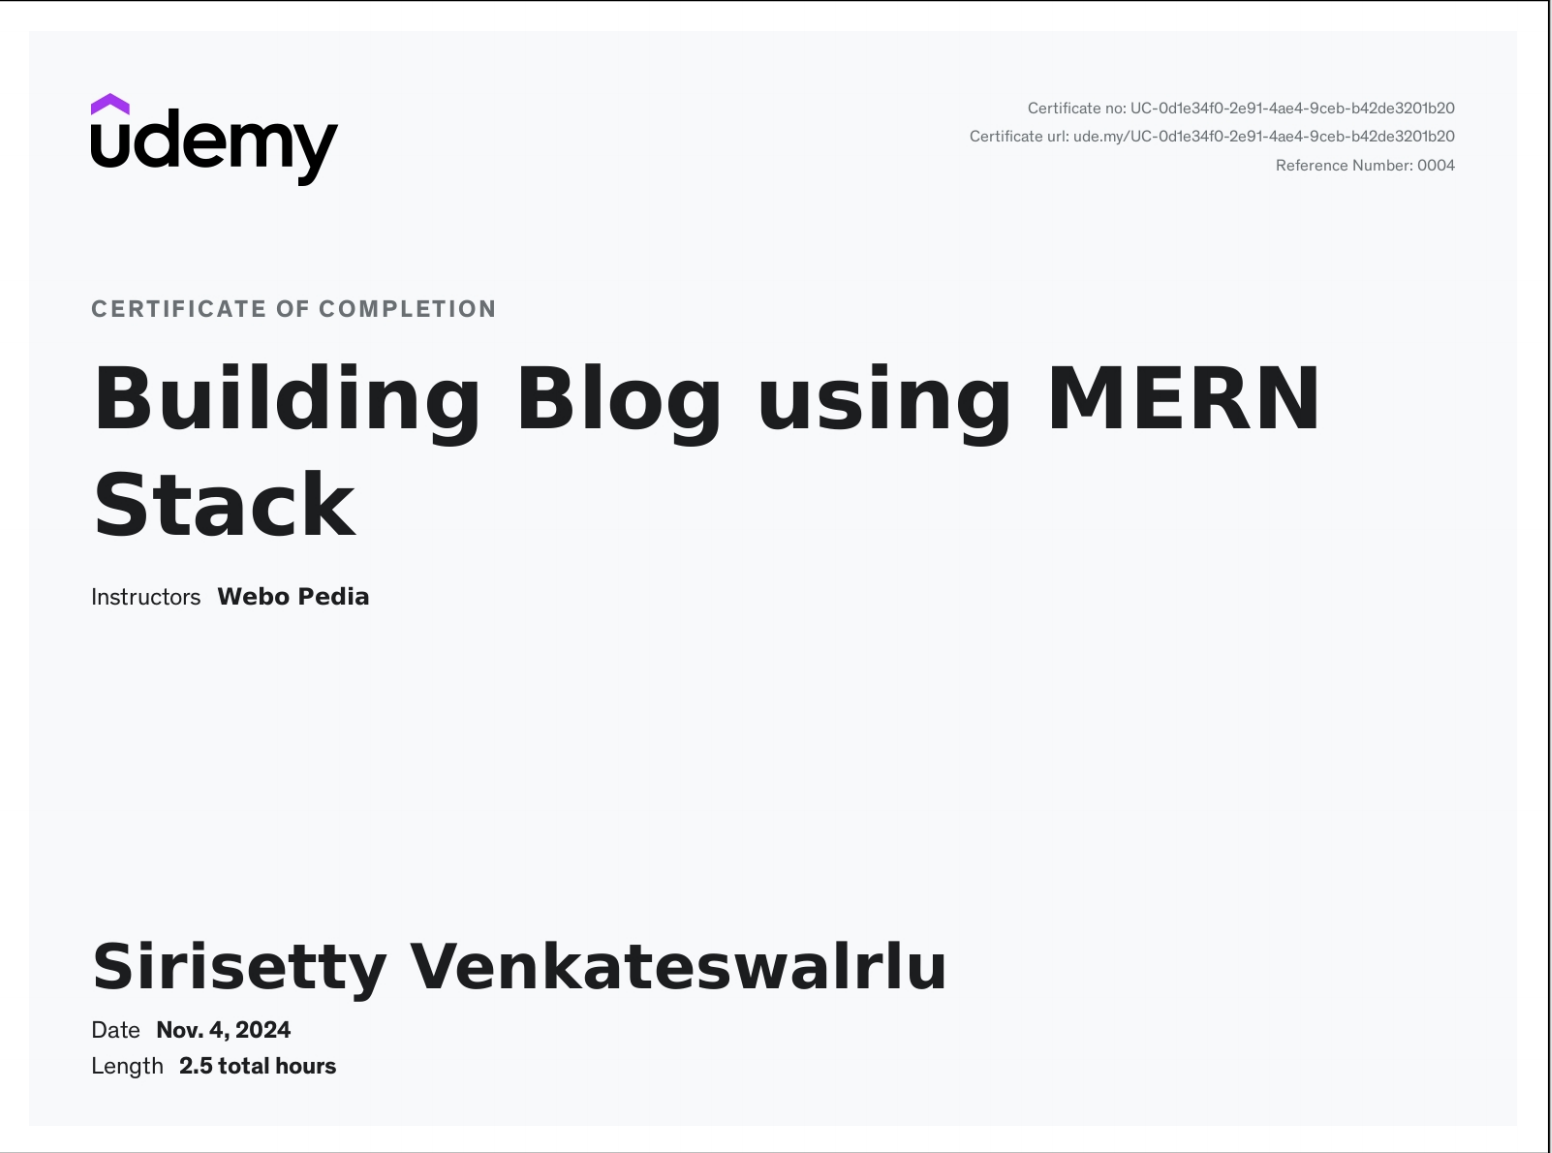 udemy
Certificate no: UC-0d1e34f0-2e91-4ae4-9ceb-b42de3201b20
Certificate url: ude.my/UC-0d1e34f0-2e91-4ae4-9ceb-b42de3201b20
Reference Number: 0004
CERTIFICATE OF COMPLETION
Building Blog using MERN
Stack
Instructors Webo Pedia
Sirisetty Venkateswalrlu
Date Nov. 4, 2024
Length 2.5 total hours